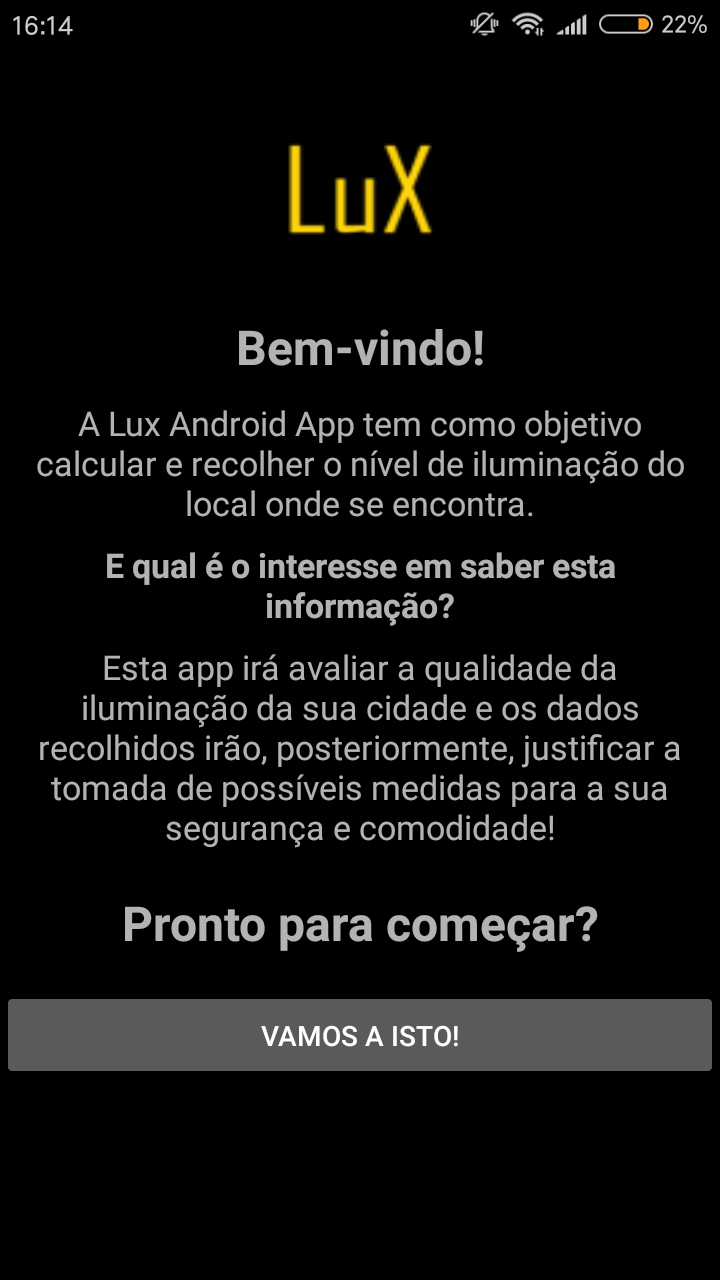 16:14
22%
LuX
Bem-vindo!
A Lux Android App tem como objetivo
calcular e recolher o nível de iluminação do
local onde se encontra.
E qual é o interesse em saber esta
informação?
Esta app irá avaliar a qualidade da
iluminação da sua cidade e os dados
recolhidos irão, posteriormente, justificar a
tomada de possíveis medidas para a sua
segurança e comodidade!
Pronto para começar?
VAMOS A ISTO!